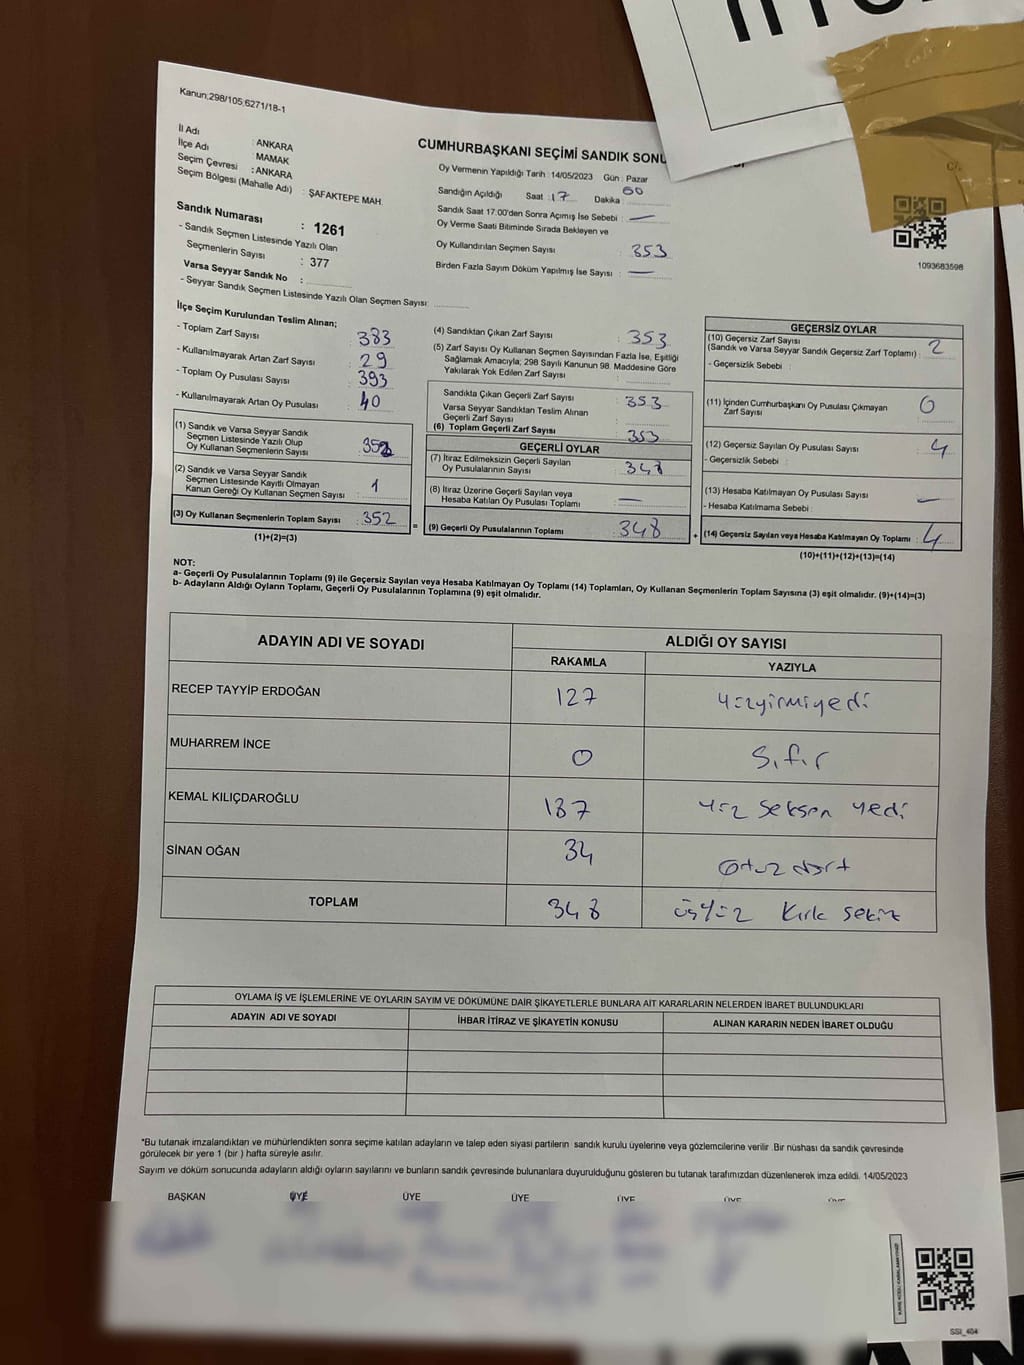 Kanun;298/105;6271/18-1
İl Adı : ANKARA
İlçe Adı : MAMAK
Seçim Çevresi : ANKARA
Seçim Bölgesi (Mahalle Adı) : ŞAFAKTEPE MAH.
Sandık Numarası : 1261
- Sandık Seçmen Listesinde Yazılı Olan
Seçmenlerin Sayısı : 377
Varsa Seyyar Sandık No :
- Seyyar Sandık Seçmen Listesinde Yazılı Olan Seçmen Sayısı:
CUMHURBAŞKANI SEÇİMİ SANDIK SONU
Oy Vermenin Yapıldığı Tarih : 14/05/2023 Gün : Pazar
Sandığın Açıldığı Saat : 17 Dakika : 00
Sandık Saat 17:00'den Sonra Açımış İse Sebebi : —
Oy Verme Saati Bitiminde Sırada Bekleyen ve
Oy Kullandırılan Seçmen Sayısı : 353
Birden Fazla Sayım Döküm Yapılmış İse Sayısı : —
1093683598
İlçe Seçim Kurulundan Teslim Alınan;
- Toplam Zarf Sayısı : 383
- Kullanılmayarak Artan Zarf Sayısı : 29
- Toplam Oy Pusulası Sayısı : 393
- Kullanılmayarak Artan Oy Pusulası : 40
(1) Sandık ve Varsa Seyyar Sandık
Seçmen Listesinde Yazılı Olup
Oy Kullanan Seçmenlerin Sayısı :
(2) Sandık ve Varsa Seyyar Sandık
Seçmen Listesinde Kayıtlı Olmayan
Kanun Gereği Oy Kullanan Seçmen Sayısı : 1
(3) Oy Kullanan Seçmenlerin Toplam Sayısı : 352
(1)+(2)=(3)
(4) Sandıktan Çıkan Zarf Sayısı : 353
(5) Zarf Sayısı Oy Kullanan Seçmen Sayısından Fazla İse, Eşitliği
Sağlamak Amacıyla; 298 Sayılı Kanunun 98. Maddesine Göre
Yakılarak Yok Edilen Zarf Sayısı :
Sandıkta Çıkan Geçerli Zarf Sayısı : 353
Varsa Seyyar Sandıktan Teslim Alınan
Geçerli Zarf Sayısı :
(6) Toplam Geçerli Zarf Sayısı : 353
GEÇERLİ OYLAR
(7) İtiraz Edilmeksizin Geçerli Sayılan
Oy Pusulalarının Sayısı : 348
(8) İtiraz Üzerine Geçerli Sayılan veya
Hesaba Katılan Oy Pusulası Toplamı : —
= (9) Geçerli Oy Pusulalarının Toplamı : 348
GEÇERSİZ OYLAR
(10) Geçersiz Zarf Sayısı
(Sandık ve Varsa Seyyar Sandık Geçersiz Zarf Toplamı) : 2
- Geçersizlik Sebebi :
(11) İçinden Cumhurbaşkanı Oy Pusulası Çıkmayan
Zarf Sayısı : 0
(12) Geçersiz Sayılan Oy Pusulası Sayısı : 4
- Geçersizlik Sebebi :
(13) Hesaba Katılmayan Oy Pusulası Sayısı : —
- Hesaba Katılmama Sebebi :
+ (14) Geçersiz Sayılan veya Hesaba Katılmayan Oy Toplamı : 4
(10)+(11)+(12)+(13)=(14)
NOT:
a- Geçerli Oy Pusulalarının Toplamı (9) ile Geçersiz Sayılan veya Hesaba Katılmayan Oy Toplamı (14) Toplamları, Oy Kullanan Seçmenlerin Toplam Sayısına (3) eşit olmalıdır. (9)+(14)=(3)
b- Adayların Aldığı Oyların Toplamı, Geçerli Oy Pusulalarının Toplamına (9) eşit olmalıdır.
ADAYIN ADI VE SOYADI ALDIĞI OY SAYISI
RAKAMLA YAZIYLA
RECEP TAYYİP ERDOĞAN 127 yüzyirmiyedi
MUHARREM İNCE 0 sıfır
KEMAL KILIÇDAROĞLU 187 yüz seksen yedi
SİNAN OĞAN 34 otuz dört
TOPLAM 348 üçyüz kırk sekiz
OYLAMA İŞ VE İŞLEMLERİNE VE OYLARIN SAYIM VE DÖKÜMÜNE DAİR ŞİKAYETLERLE BUNLARA AİT KARARLARIN NELERDEN İBARET BULUNDUKLARI
ADAYIN ADI VE SOYADI İHBAR İTİRAZ VE ŞİKAYETİN KONUSU ALINAN KARARIN NEDEN İBARET OLDUĞU
*Bu tutanak imzalandıktan ve mühürlendikten sonra seçime katılan adayların ve talep eden siyasi partilerin sandık kurulu üyelerine veya gözlemcilerine verilir. Bir nüshası da sandık çevresinde
görülecek bir yere 1 (bir ) hafta süreyle asılır.
Sayım ve döküm sonucunda adayların aldığı oyların sayılarını ve bunların sandık çevresinde bulunanlara duyurulduğunu gösteren bu tutanak tarafımızdan düzenlenerek imza edildi. 14/05/2023
BAŞKAN ÜYE ÜYE ÜYE ÜYE ÜYE ÜYE
SSİ_404